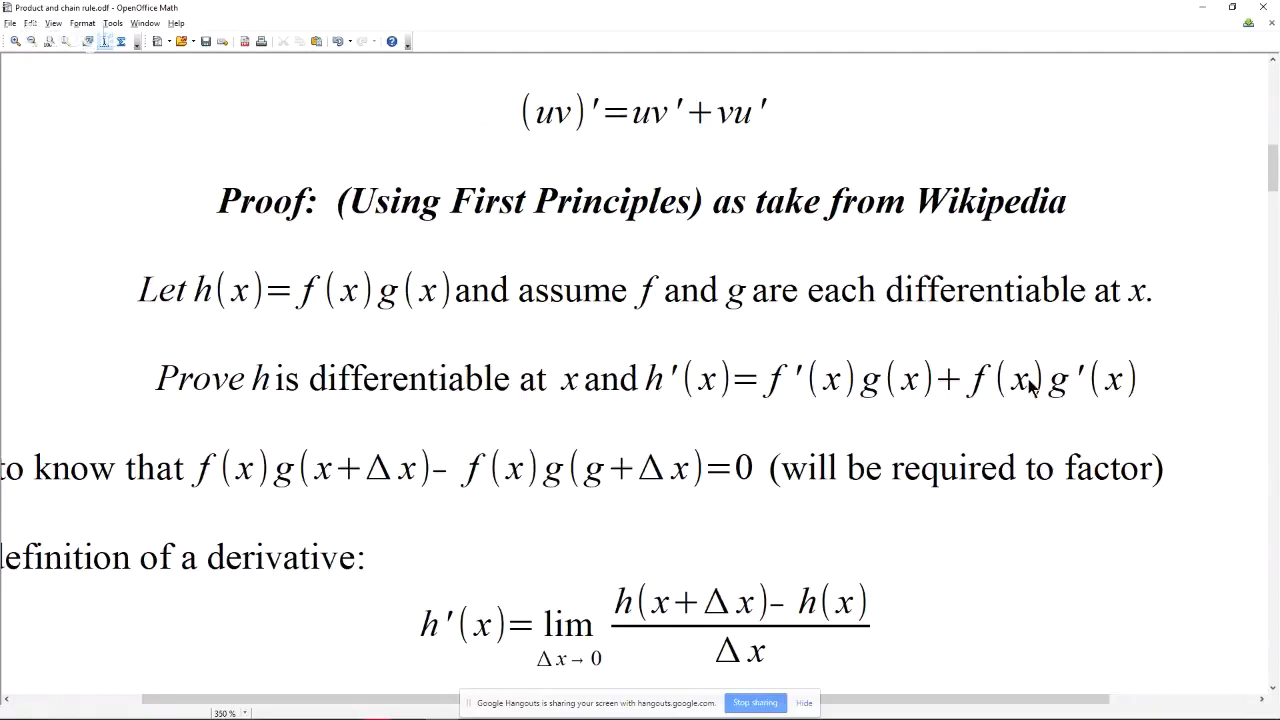 Product and chain rule.odf - OpenOffice Math
File Edit View Format Tools Window Help
(uv)'=uv'+vu'
Proof: (Using First Principles) as take from Wikipedia
Let h(x)=f(x)g(x) and assume f and g are each differentiable at x.
Prove h is differentiable at x and h'(x)=f'(x)g(x)+f(x)g'(x)
to know that f(x)g(x+Δx)– f(x)g(g+Δx)=0 (will be required to factor)
definition of a derivative:
h'(x)= lim Δx→0 h(x+Δx)– h(x) / Δx
Google Hangouts is sharing your screen with hangouts.google.com. Stop sharing Hide
350 %